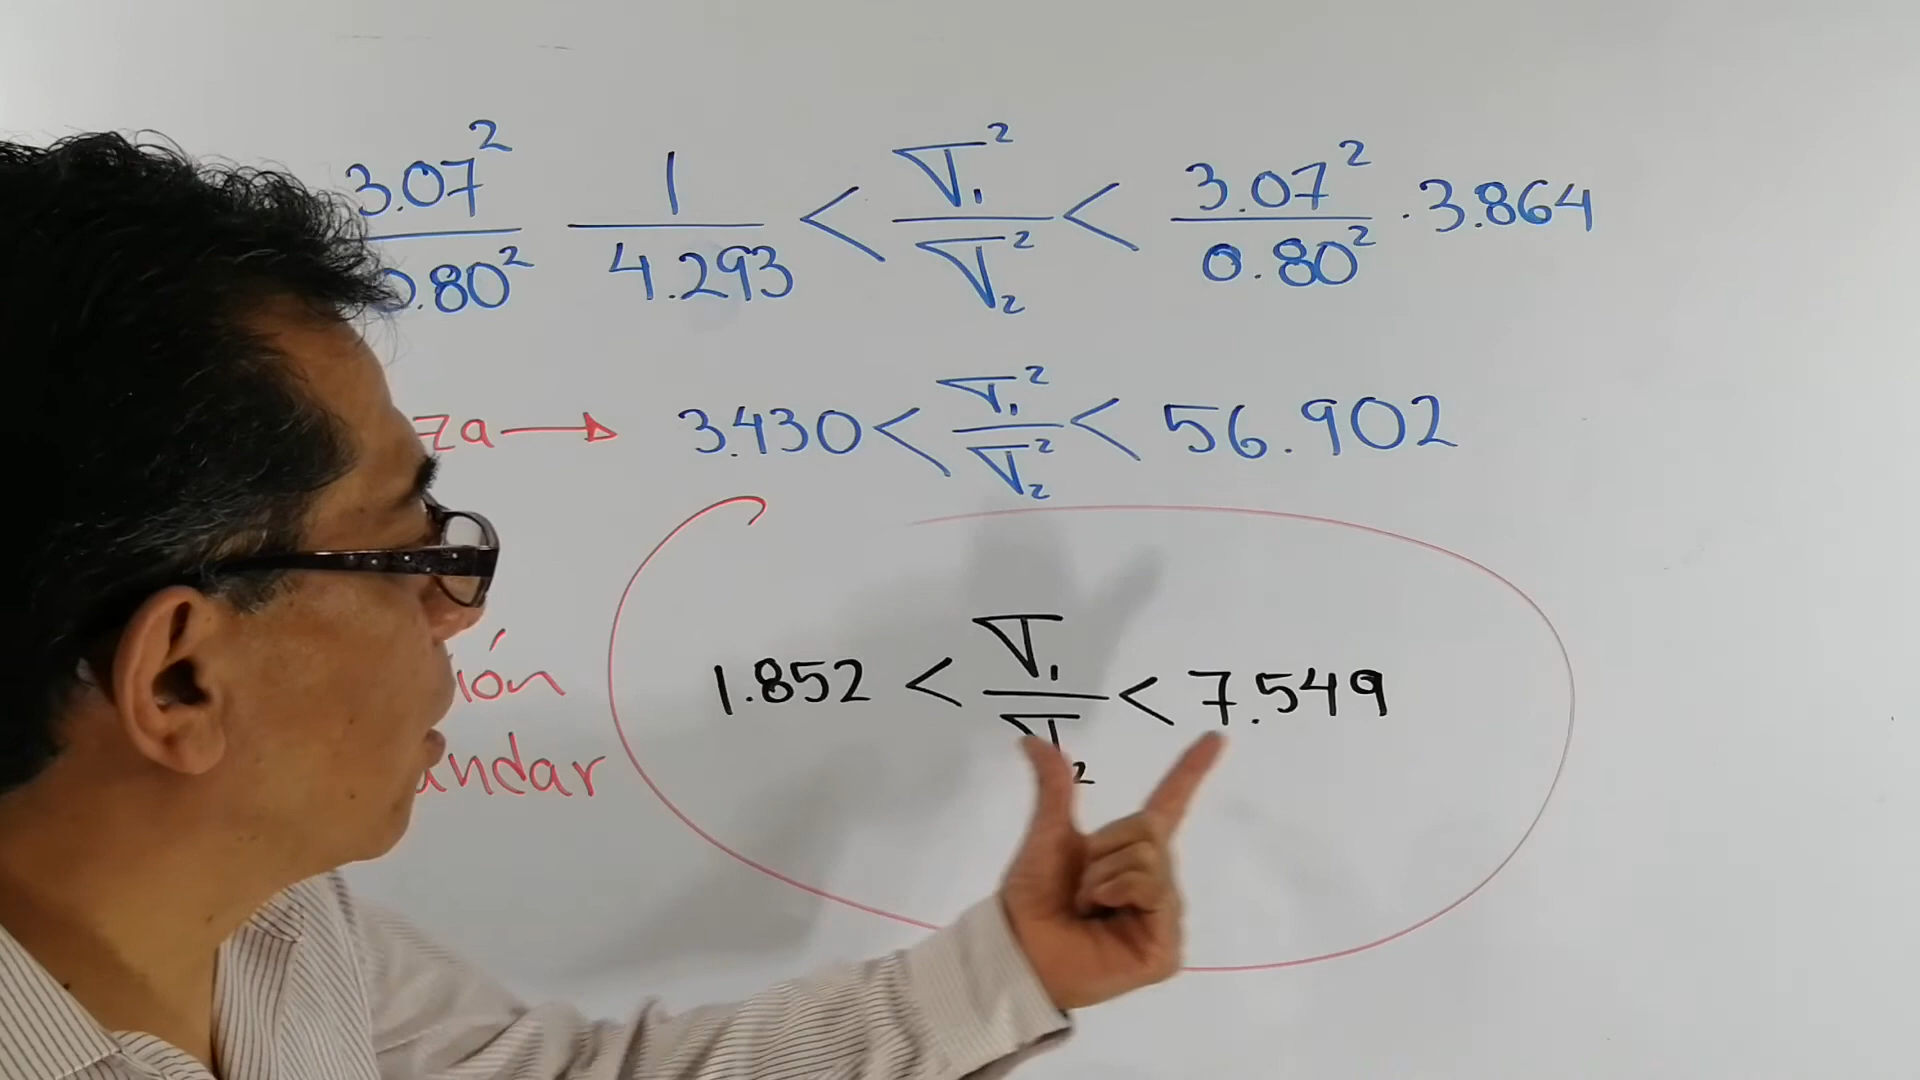 3.07² / 0.80² 1 / 4.293 < σ₁² / σ₂² < 3.07² / 0.80² · 3.864
za → 3.430 < σ₁² / σ₂² < 56.902
ión
1.852 < σ₁ / σ₂ < 7.549
andar